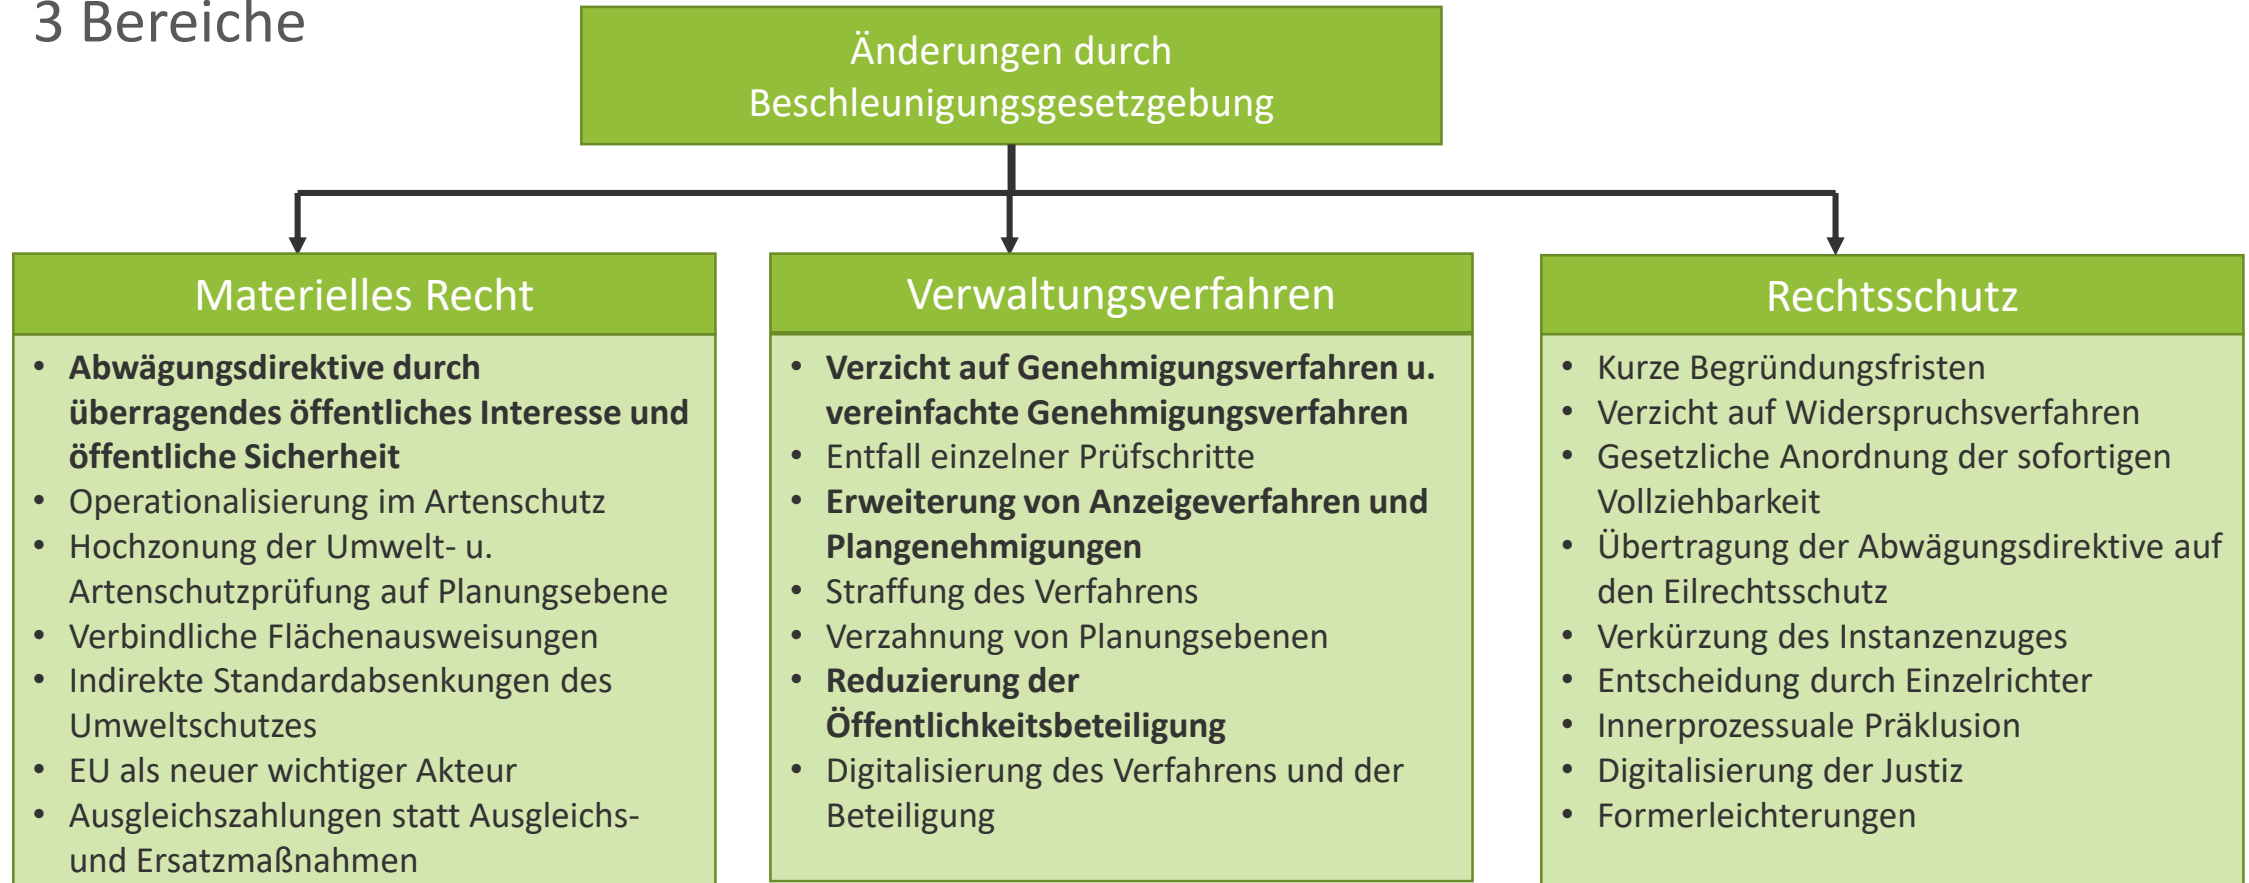 3 Bereiche
Änderungen durch
Beschleunigungsgesetzgebung
Materielles Recht
• Abwägungsdirektive durch
überragendes öffentliches Interesse und
öffentliche Sicherheit
• Operationalisierung im Artenschutz
• Hochzonung der Umwelt- u.
Artenschutzprüfung auf Planungsebene
• Verbindliche Flächenausweisungen
• Indirekte Standardabsenkungen des
Umweltschutzes
• EU als neuer wichtiger Akteur
• Ausgleichszahlungen statt Ausgleichs-
und Ersatzmaßnahmen
Verwaltungsverfahren
• Verzicht auf Genehmigungsverfahren u.
vereinfachte Genehmigungsverfahren
• Entfall einzelner Prüfschritte
• Erweiterung von Anzeigeverfahren und
Plangenehmigungen
• Straffung des Verfahrens
• Verzahnung von Planungsebenen
• Reduzierung der
Öffentlichkeitsbeteiligung
• Digitalisierung des Verfahrens und der
Beteiligung
Rechtsschutz
• Kurze Begründungsfristen
• Verzicht auf Widerspruchsverfahren
• Gesetzliche Anordnung der sofortigen
Vollziehbarkeit
• Übertragung der Abwägungsdirektive auf
den Eilrechtsschutz
• Verkürzung des Instanzenzuges
• Entscheidung durch Einzelrichter
• Innerprozessuale Präklusion
• Digitalisierung der Justiz
• Formerleichterungen